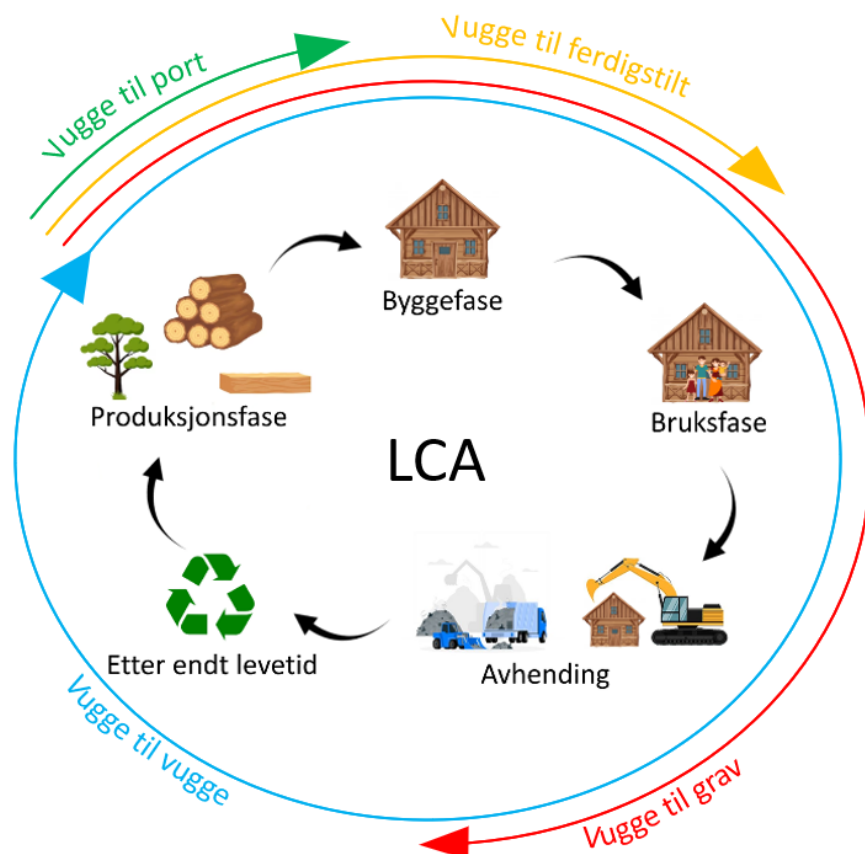 Vugge til port
Vugge til ferdigstilt
Byggefase
Produksjonsfase
Bruksfase
LCA
Etter endt levetid
Avhending
Vugge til vugge
Vugge til grav